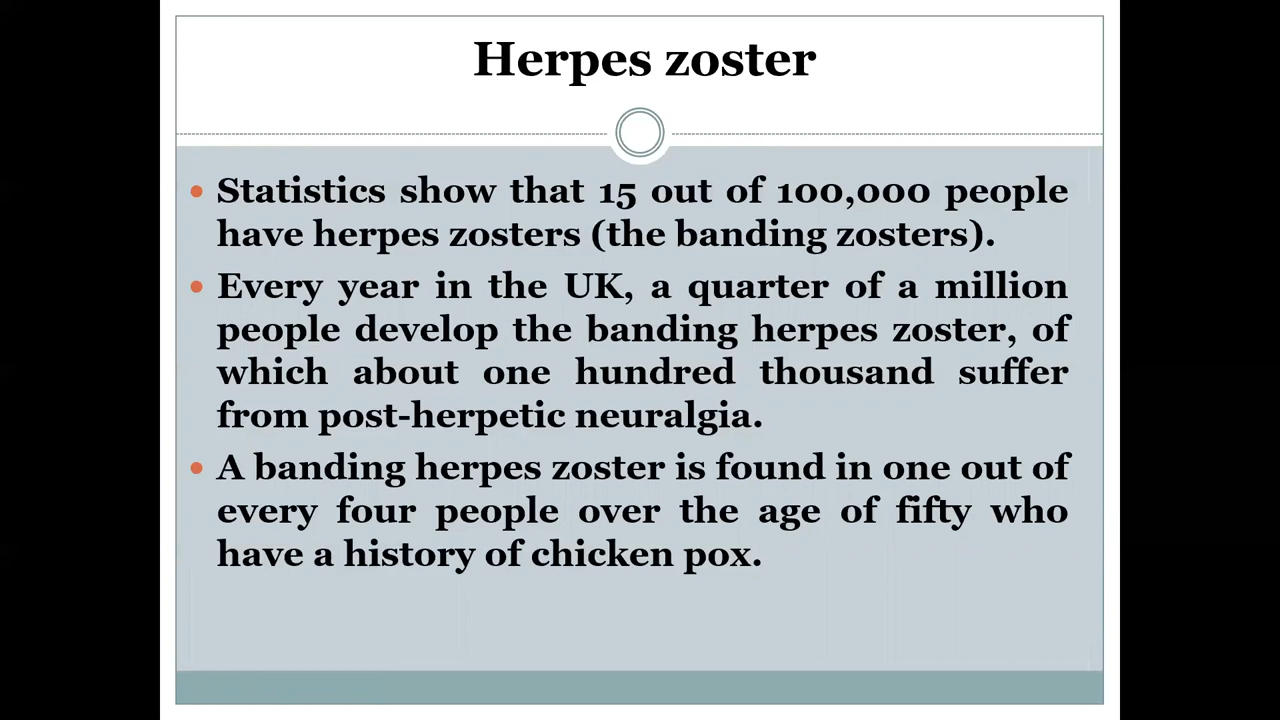 Herpes zoster
• Statistics show that 15 out of 100,000 people
have herpes zosters (the banding zosters).
• Every year in the UK, a quarter of a million
people develop the banding herpes zoster, of
which about one hundred thousand suffer
from post-herpetic neuralgia.
• A banding herpes zoster is found in one out of
every four people over the age of fifty who
have a history of chicken pox.